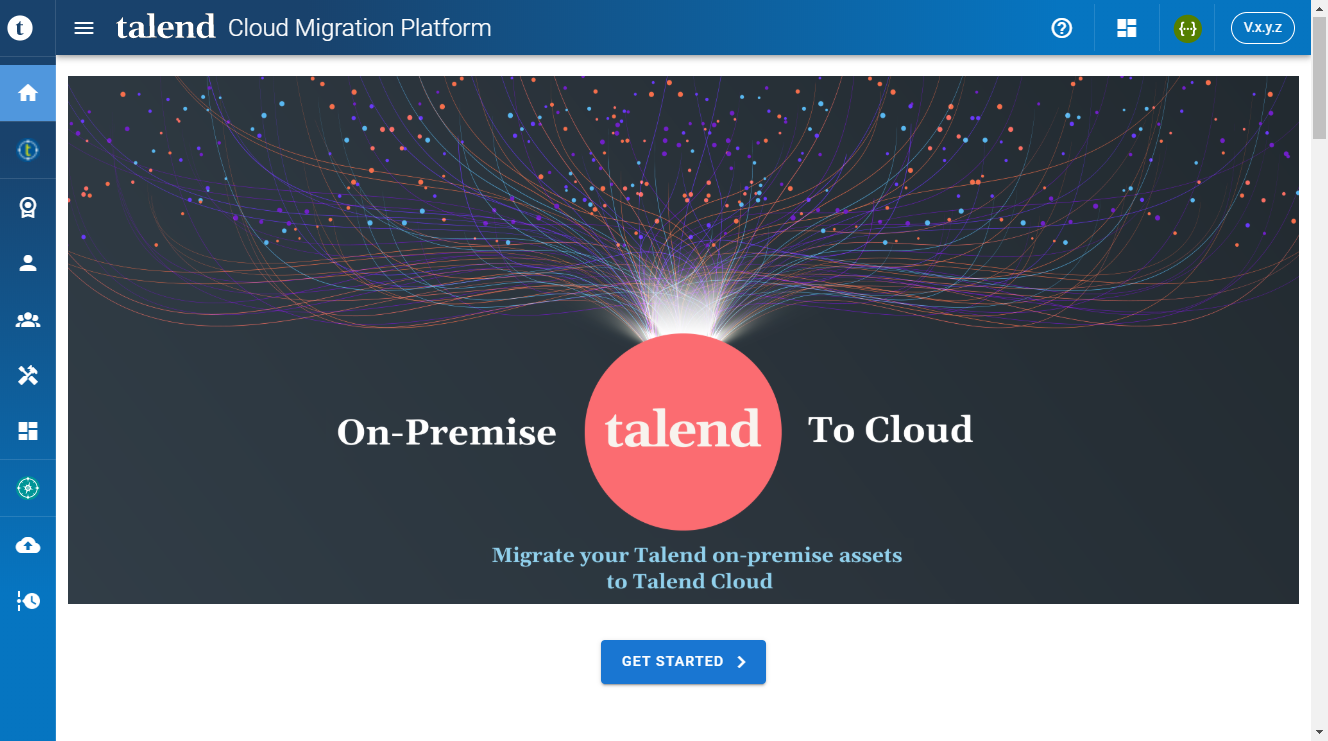 t
talend Cloud Migration Platform
{··}
V.x.y.z
t
On-Premise
talend
To Cloud
Migrate your Talend on-premise assets
to Talend Cloud
GET STARTED